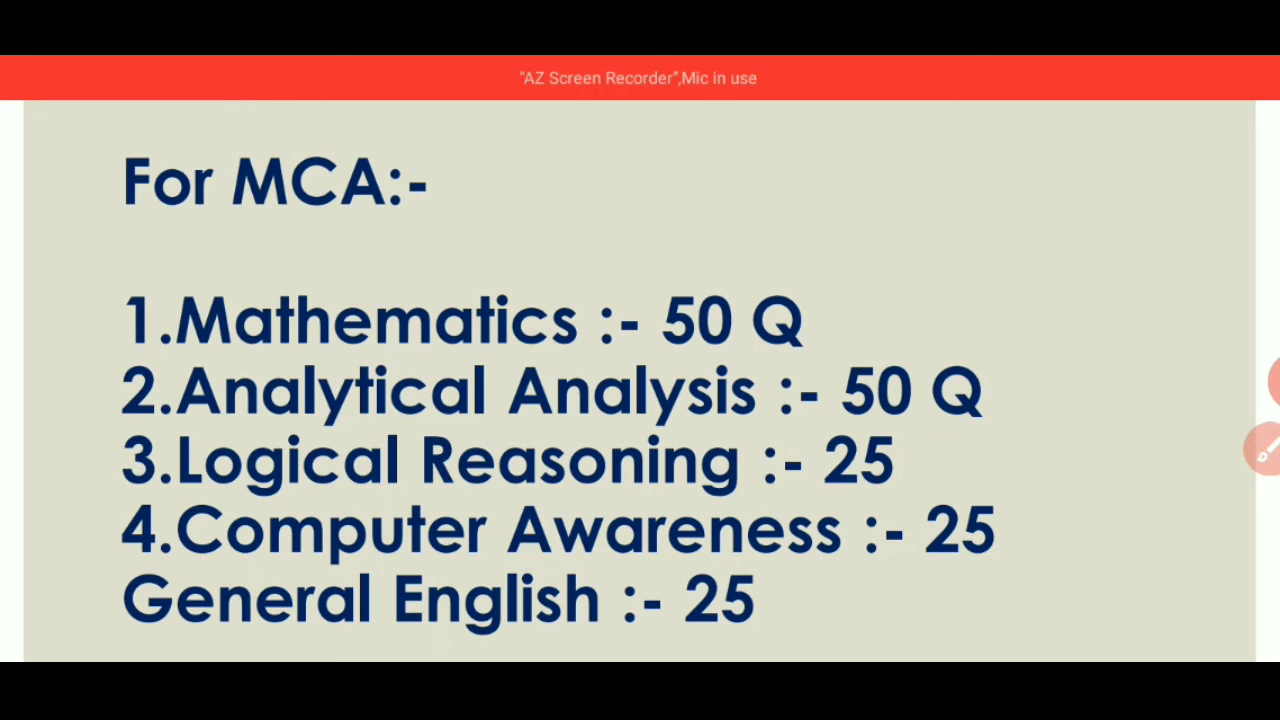 "AZ Screen Recorder",Mic in use
For MCA:-
1.Mathematics :- 50 Q
2.Analytical Analysis :- 50 Q
3.Logical Reasoning :- 25
4.Computer Awareness :- 25
General English :- 25